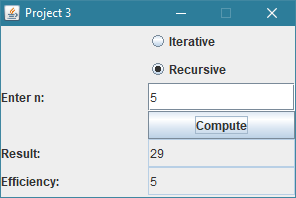 Project 3
Iterative
Recursive
Enter n: 5
Compute
Result: 29
Efficiency: 5